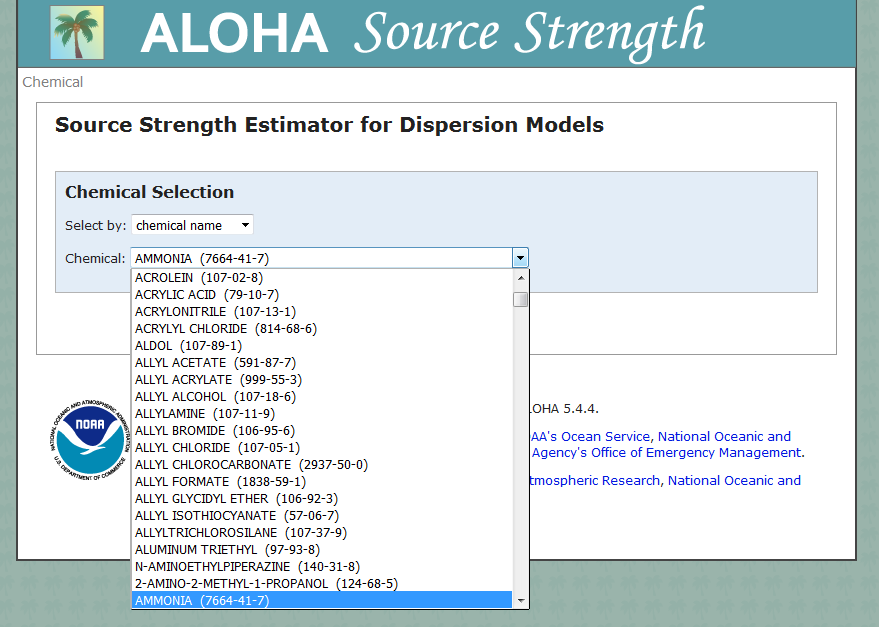 ALOHA Source Strength
Chemical
Source Strength Estimator for Dispersion Models
Chemical Selection
Select by: chemical name
Chemical: AMMONIA (7664-41-7)
ACROLEIN (107-02-8)
ACRYLIC ACID (79-10-7)
ACRYLONITRILE (107-13-1)
ACRYLYL CHLORIDE (814-68-6)
ALDOL (107-89-1)
ALLYL ACETATE (591-87-7)
ALLYL ACRYLATE (999-55-3)
ALLYL ALCOHOL (107-18-6)
ALLYLAMINE (107-11-9)
ALLYL BROMIDE (106-95-6)
ALLYL CHLORIDE (107-05-1)
ALLYL CHLOROCARBONATE (2937-50-0)
ALLYL FORMATE (1838-59-1)
ALLYL GLYCIDYL ETHER (106-92-3)
ALLYL ISOTHIOCYANATE (57-06-7)
ALLYLTRICHLOROSILANE (107-37-9)
ALUMINUM TRIETHYL (97-93-8)
N-AMINOETHYLPIPERAZINE (140-31-8)
2-AMINO-2-METHYL-1-PROPANOL (124-68-5)
AMMONIA (7664-41-7)
NATIONAL OCEANIC AND ATMOSPHERIC ADMINISTRATION
NOAA
U.S. DEPARTMENT OF COMMERCE
LOHA 5.4.4.
AA's Ocean Service, National Oceanic and
Agency's Office of Emergency Management.
tmospheric Research, National Oceanic and